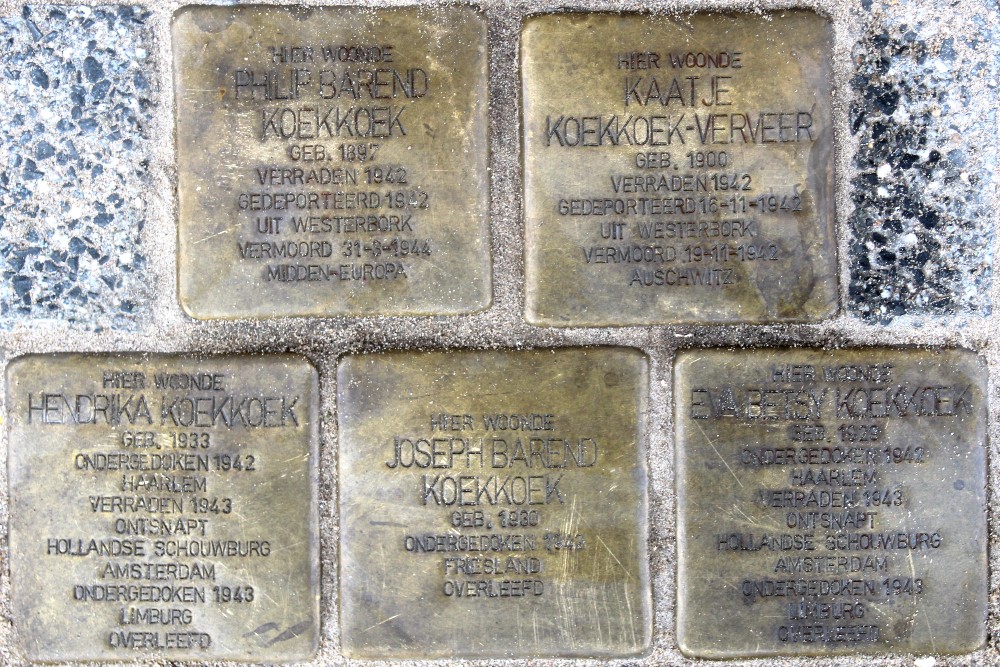 HIER WOONDE
PHILIP BAREND
KOEKKOEK
GEB. 1897
VERRADEN 1942
GEDEPORTEERD 1942
UIT WESTERBORK
VERMOORD 31-3-1944
MIDDEN-EUROPA
HIER WOONDE
KAATJE
KOEKKOEK-VERVEER
GEB. 1900
VERRADEN 1942
GEDEPORTEERD 16-11-1942
UIT WESTERBORK
VERMOORD 19-11-1942
AUSCHWITZ
HIER WOONDE
HENDRIKA KOEKKOEK
GEB. 1933
ONDERGEDOKEN 1942
HAARLEM
VERRADEN 1943
ONTSNAPT
HOLLANDSE SCHOUWBURG
AMSTERDAM
ONDERGEDOKEN 1943
LIMBURG
OVERLEEFD
HIER WOONDE
JOSEPH BAREND
KOEKKOEK
GEB. 1930
ONDERGEDOKEN 1942
FRIESLAND
OVERLEEFD
HIER WOONDE
EVA BETSY KOEKKOEK
GEB. 1929
ONDERGEDOKEN 1942
HAARLEM
VERRADEN 1943
ONTSNAPT
HOLLANDSE SCHOUWBURG
AMSTERDAM
ONDERGEDOKEN 1943
LIMBURG
OVERLEEFD